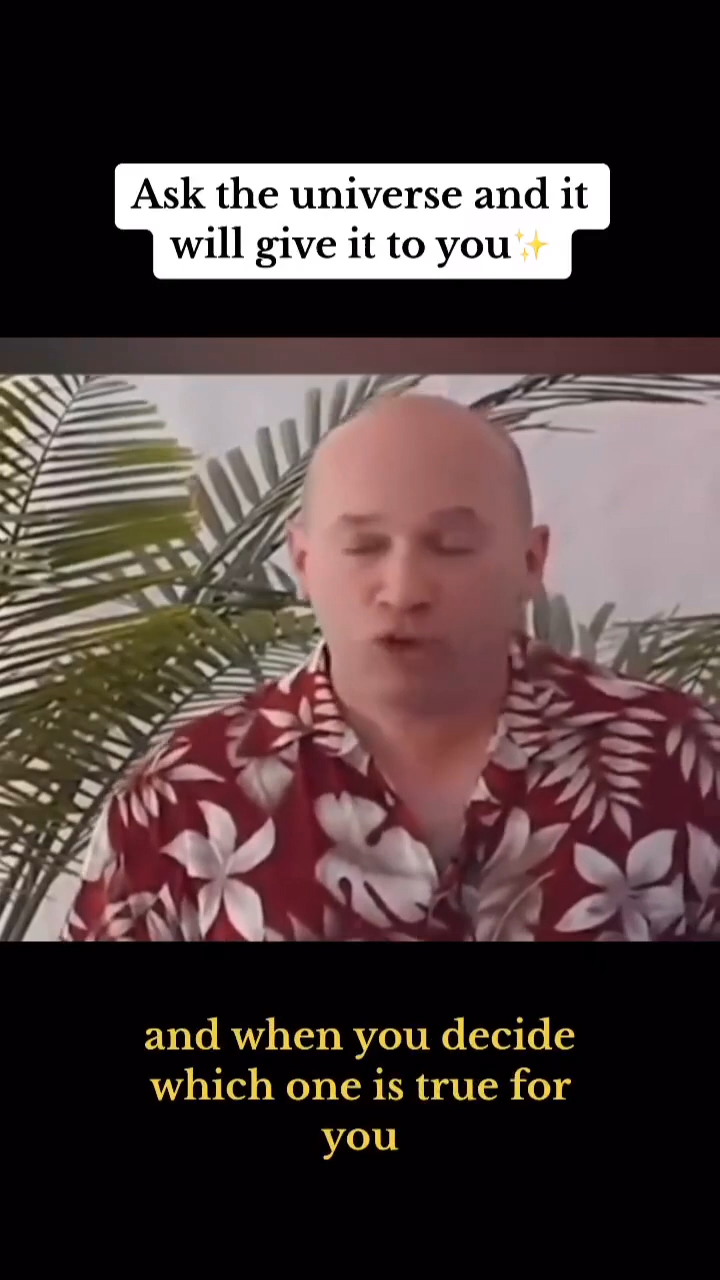 Ask the universe and it
will give it to you✨
and when you decide
which one is true for
you